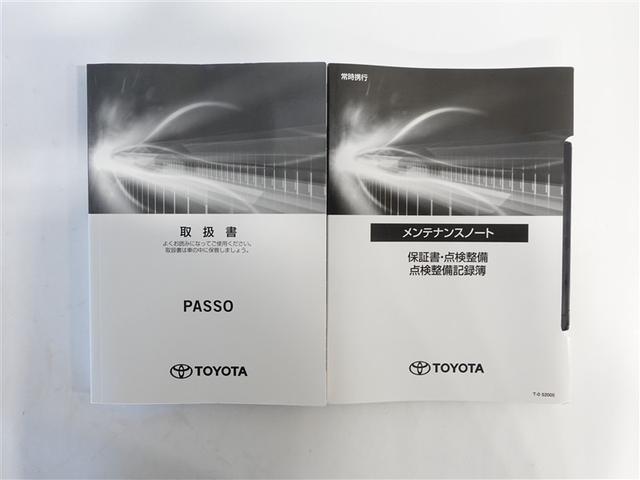 取扱書
よくお読みになってご使用ください。
取扱書は車の中に保管しましょう。
PASSO
TOYOTA
常時携行
メンテナンスノート
保証書・点検整備
点検整備記録簿
TOYOTA